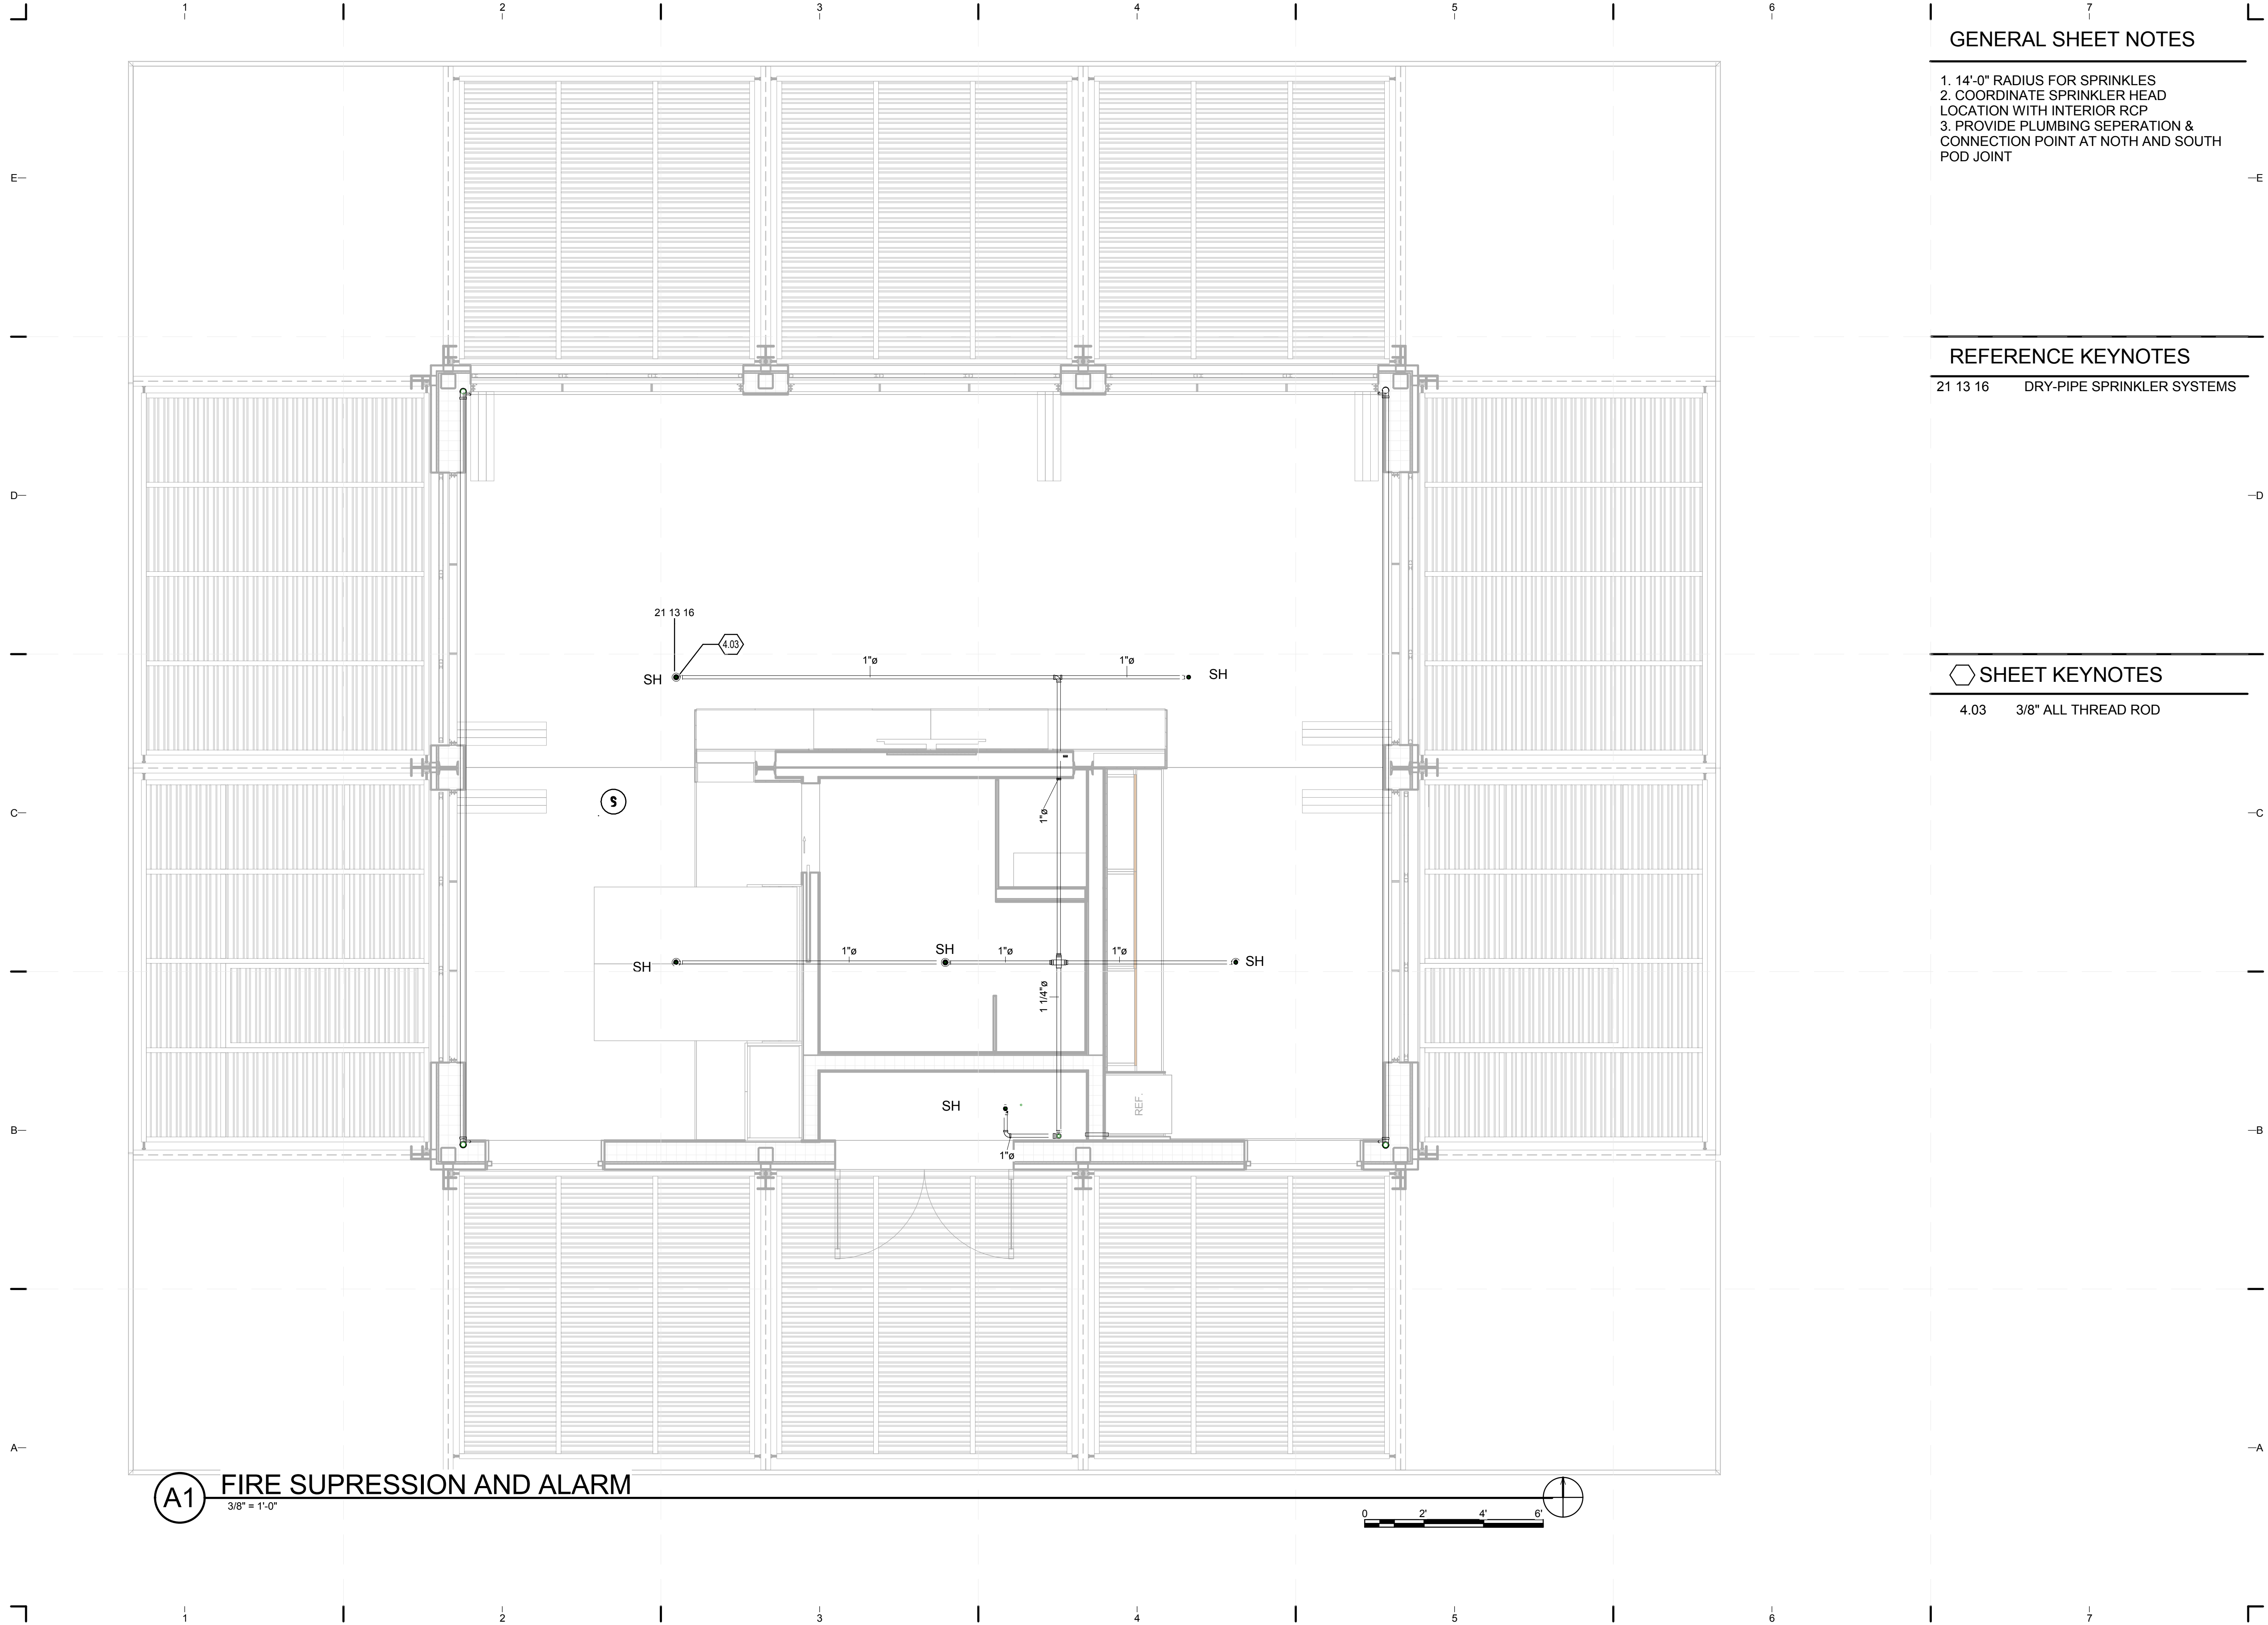 1 2 3 4 5 6 7
GENERAL SHEET NOTES
1. 14'-0" RADIUS FOR SPRINKLES
2. COORDINATE SPRINKLER HEAD
LOCATION WITH INTERIOR RCP
3. PROVIDE PLUMBING SEPERATION &
CONNECTION POINT AT NOTH AND SOUTH
POD JOINT
E E
REFERENCE KEYNOTES
21 13 16 DRY-PIPE SPRINKLER SYSTEMS
D D
21 13 16
4.03
1"ø 1"ø
SH SH
SHEET KEYNOTES
4.03 3/8" ALL THREAD ROD
S
1"ø
C C
SH 1"ø SH 1"ø 1"ø SH
1 1/4"ø
SH
REF.
B B
1"ø
A A
A1 FIRE SUPRESSION AND ALARM
3/8" = 1'-0"
0 2' 4' 6'
1 2 3 4 5 6 7